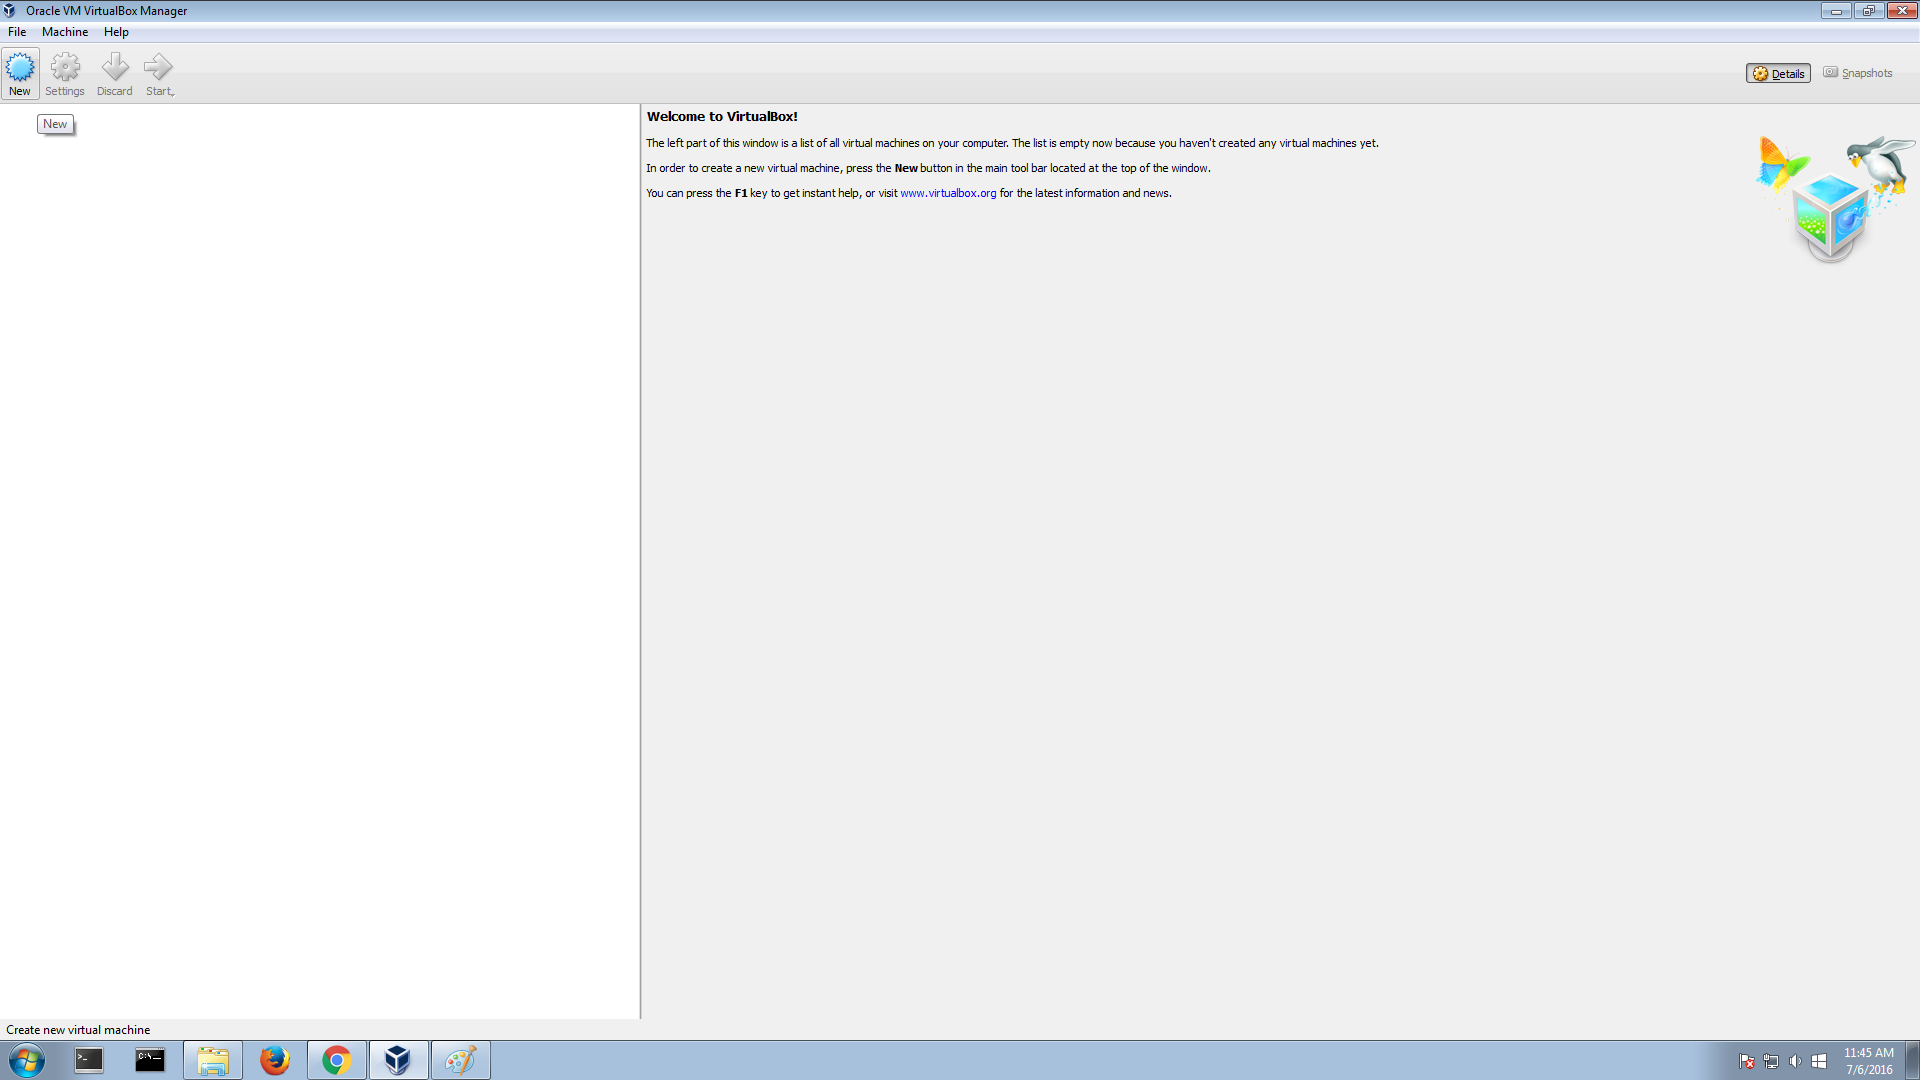 Oracle VM VirtualBox Manager
File Machine Help
New Settings Discard Start
Details Snapshots
New
Welcome to VirtualBox!
The left part of this window is a list of all virtual machines on your computer. The list is empty now because you haven't created any virtual machines yet.
In order to create a new virtual machine, press the New button in the main tool bar located at the top of the window.
You can press the F1 key to get instant help, or visit www.virtualbox.org for the latest information and news.
Create new virtual machine
>_
C:\
11:45 AM
7/6/2016